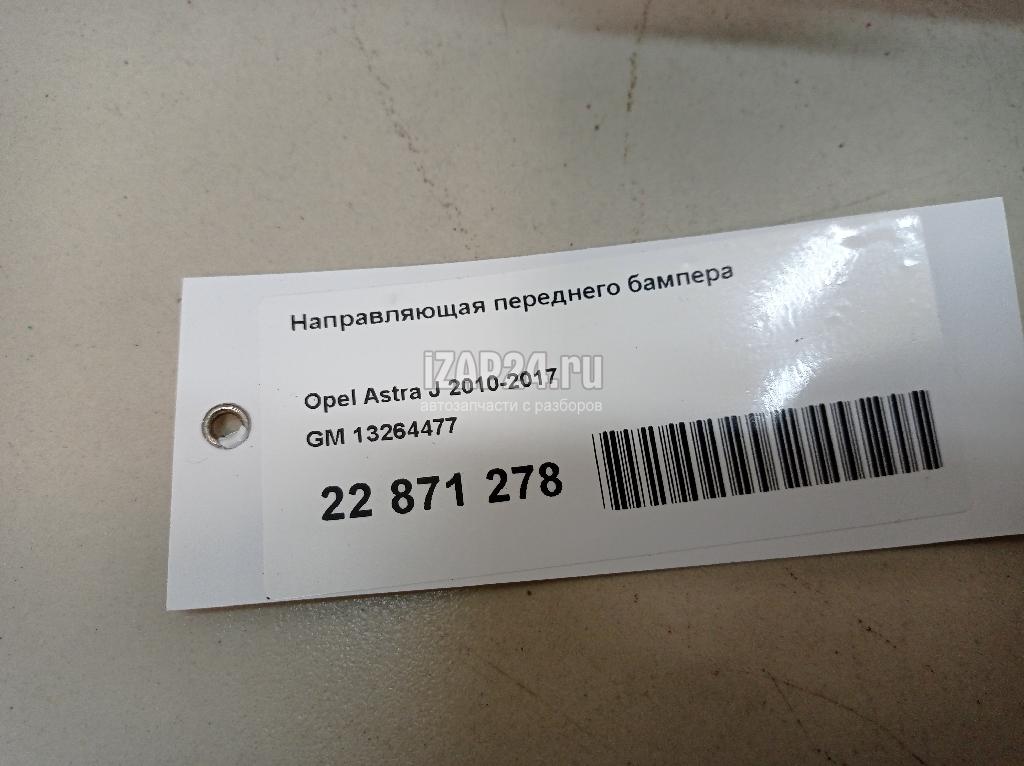 Направляющая переднего бампера
iZAP24.ru
Opel Astra J 2010-2017
автозапчасти с разборов
GM 13264477
22 871 278